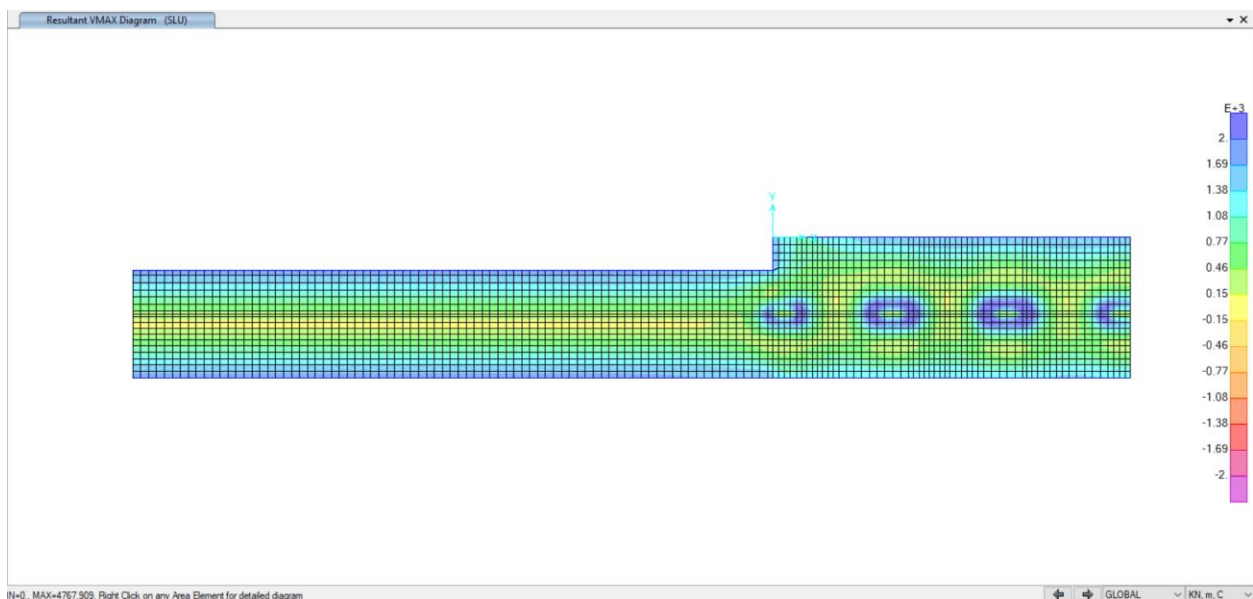 Resultant VMAX Diagram (SLU)
E+3
2.
1.69
1.38
1.08
0.77
0.46
0.15
-0.15
-0.46
-0.77
-1.08
-1.38
-1.69
-2.
Y
X
IN=0., MAX=4767.909. Right Click on any Area Element for detailed diagram
GLOBAL
KN, m, C